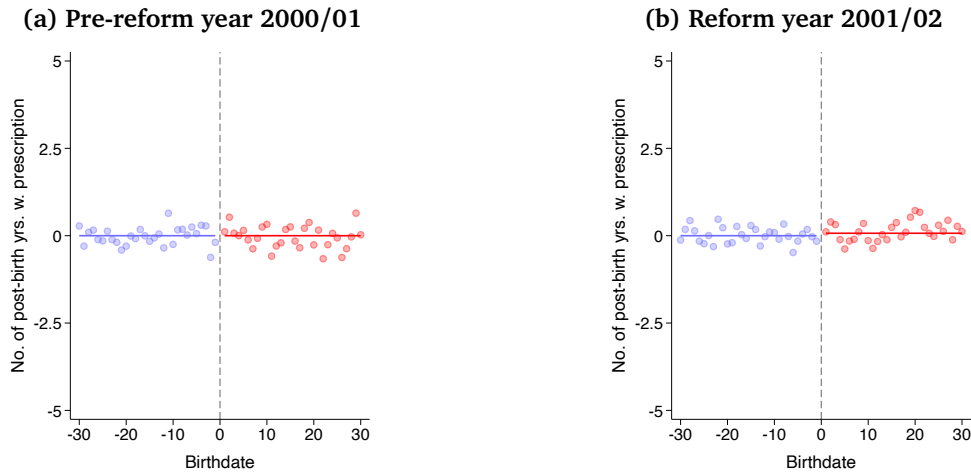 (a) Pre-reform year 2000/01
No. of post-birth yrs. w. prescription
5
2.5
0
-2.5
-5
-30 -20 -10 0 10 20 30
Birthdate
(b) Reform year 2001/02
No. of post-birth yrs. w. prescription
5
2.5
0
-2.5
-5
-30 -20 -10 0 10 20 30
Birthdate